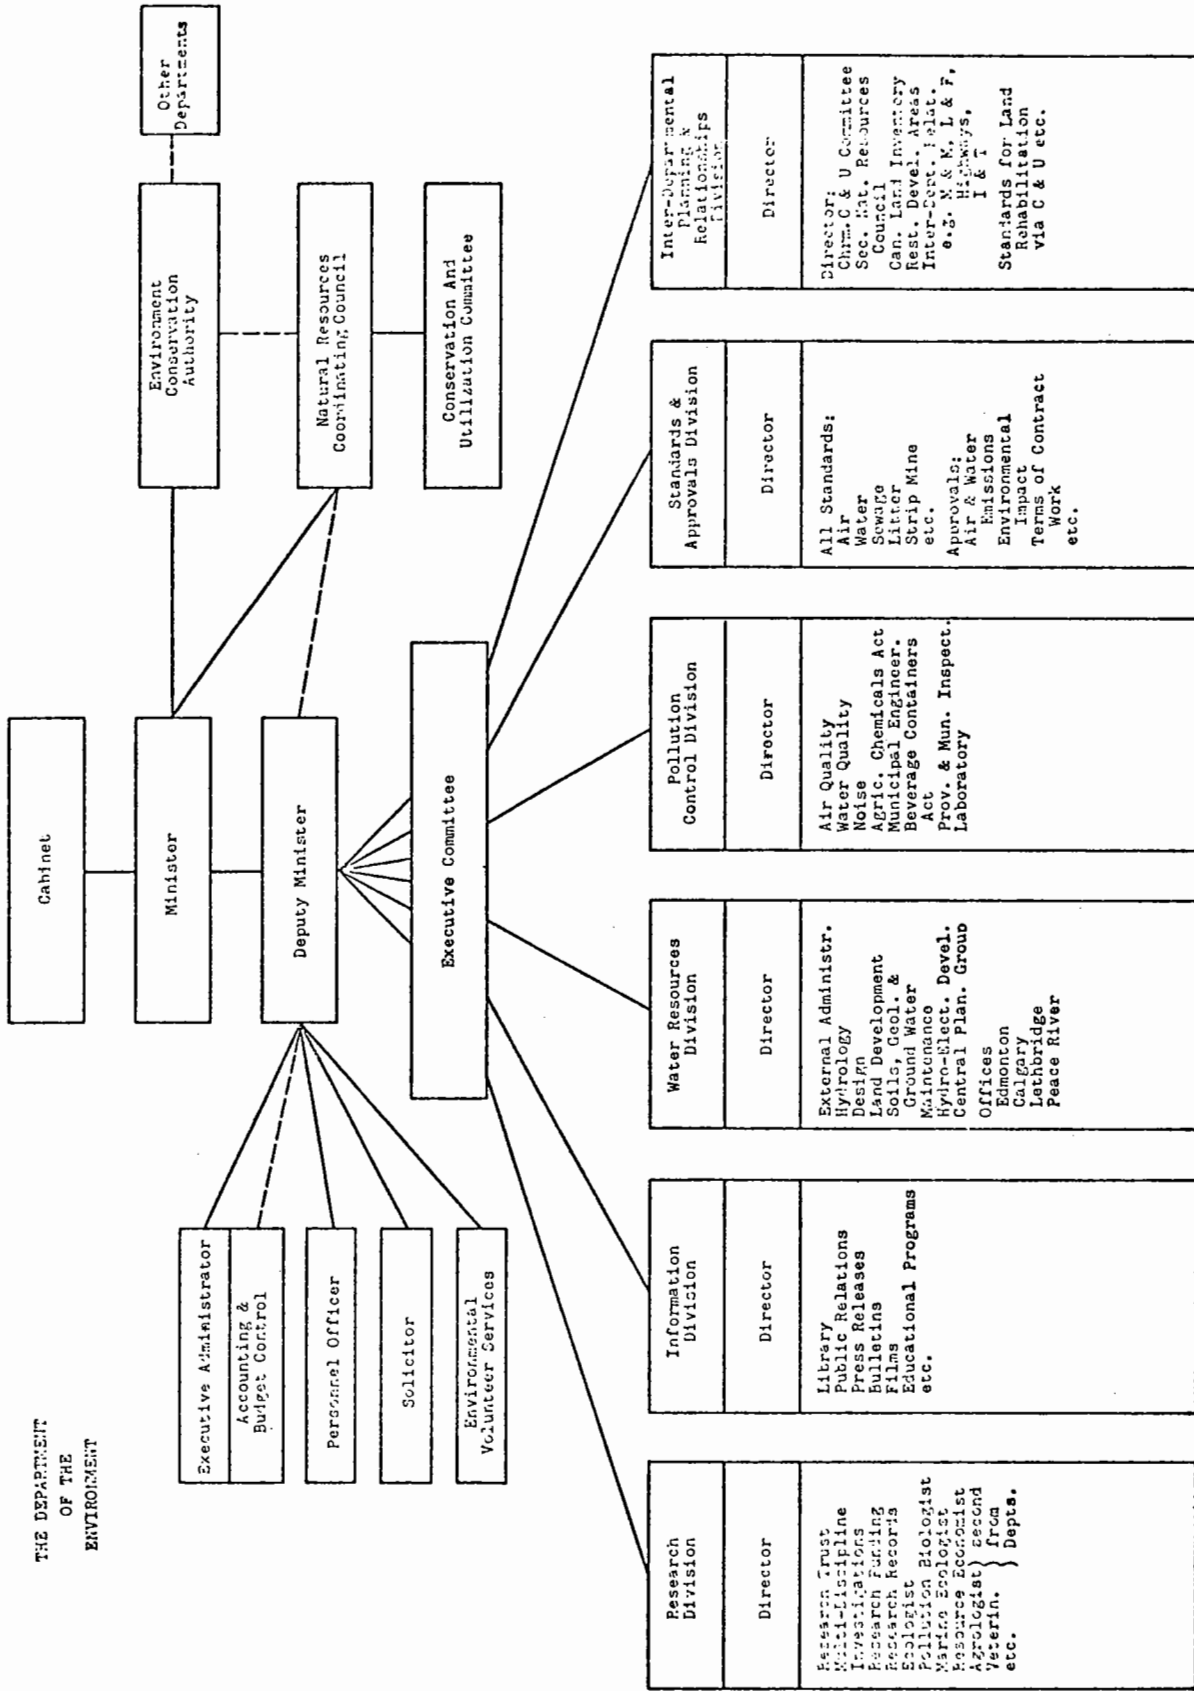 THE DEPARTMENT
OF THE
ENVIRONMENT
Cabinet
Minister
Deputy Minister
Executive Committee
Environment
Conservation
Authority
Other
Departments
Natural Resources
Coordinating Council
Conservation And
Utilization Committee
Executive Administrator
Accounting &
Budget Control
Personnel Officer
Solicitor
Environmental
Volunteer Services
Research
Division
Director
Research Trust
Multi-Discipline
Investigations
Research Funding
Research Records
Ecologist
Pollution Biologist
Marine Ecologist
Resource Economist
Agrologist } second
Veterin. } from
etc. } Depts.
Information
Division
Director
Library
Public Relations
Press Releases
Bulletins
Films
Educational Programs
etc.
Water Resources
Division
Director
External Administr.
Hydrology
Design
Land Development
Soils, Geol. &
Ground Water
Maintenance
Hydro-Elect. Devel.
Central Plan. Group
Offices
Edmonton
Calgary
Lethbridge
Peace River
Pollution
Control Division
Director
Air Quality
Water Quality
Noise
Agric. Chemicals Act
Municipal Engineer.
Beverage Containers
Act
Prov. & Mun. Inspect.
Laboratory
Standards &
Approvals Division
Director
All Standards:
Air
Water
Sewage
Litter
Strip Mine
etc.
Approvals:
Air & Water
Emissions
Environmental
Impact
Terms of Contract
Work
etc.
Inter-Departmental
Planning &
Relationships
Division
Director
Director:
Chrm. C & U Committee
Sec. Nat. Resources
Council
Can. Land Inventory
Rest. Devel. Areas
Inter-Dept. Relat.
e.g. M & M, L & F,
Highways,
I & T
Standards for Land
Rehabilitation
via C & U etc.